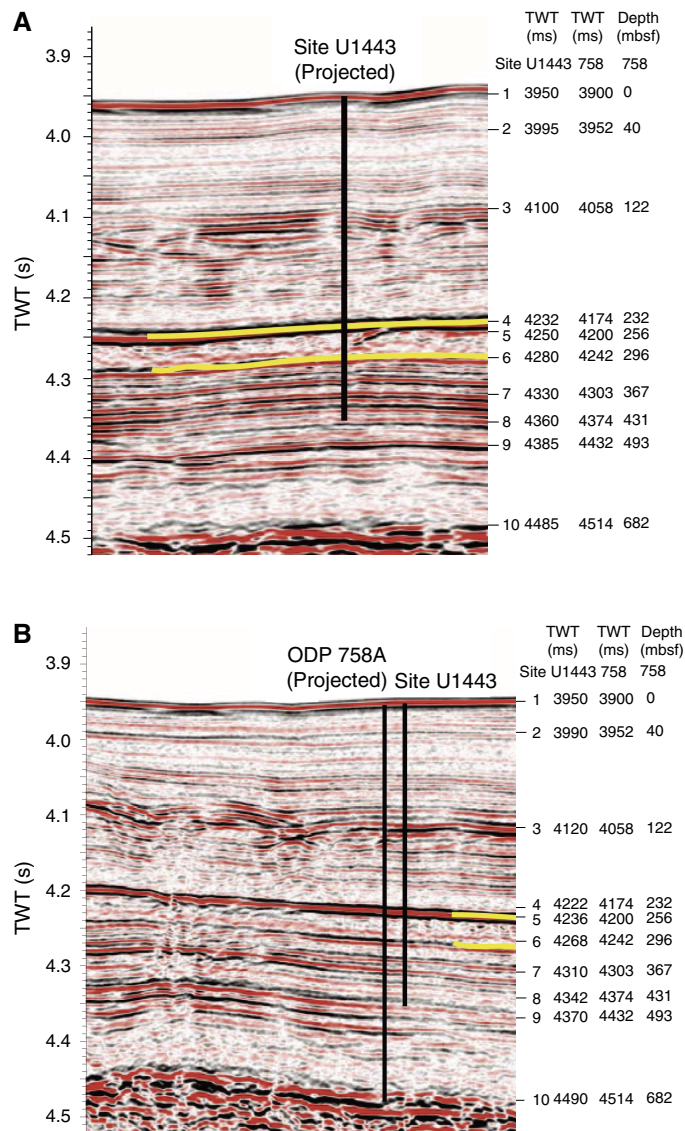 A
TWT TWT Depth
(ms) (ms) (mbsf)
Site U1443 758 758
Site U1443
(Projected)
TWT (s)
3.9
4.0
4.1
4.2
4.3
4.4
4.5
1 3950 3900 0
2 3995 3952 40
3 4100 4058 122
4 4232 4174 232
5 4250 4200 256
6 4280 4242 296
7 4330 4303 367
8 4360 4374 431
9 4385 4432 493
10 4485 4514 682
B
TWT TWT Depth
(ms) (ms) (mbsf)
Site U1443 758 758
ODP 758A
(Projected) Site U1443
TWT (s)
3.9
4.0
4.1
4.2
4.3
4.4
4.5
1 3950 3900 0
2 3990 3952 40
3 4120 4058 122
4 4222 4174 232
5 4236 4200 256
6 4268 4242 296
7 4310 4303 367
8 4342 4374 431
9 4370 4432 493
10 4490 4514 682